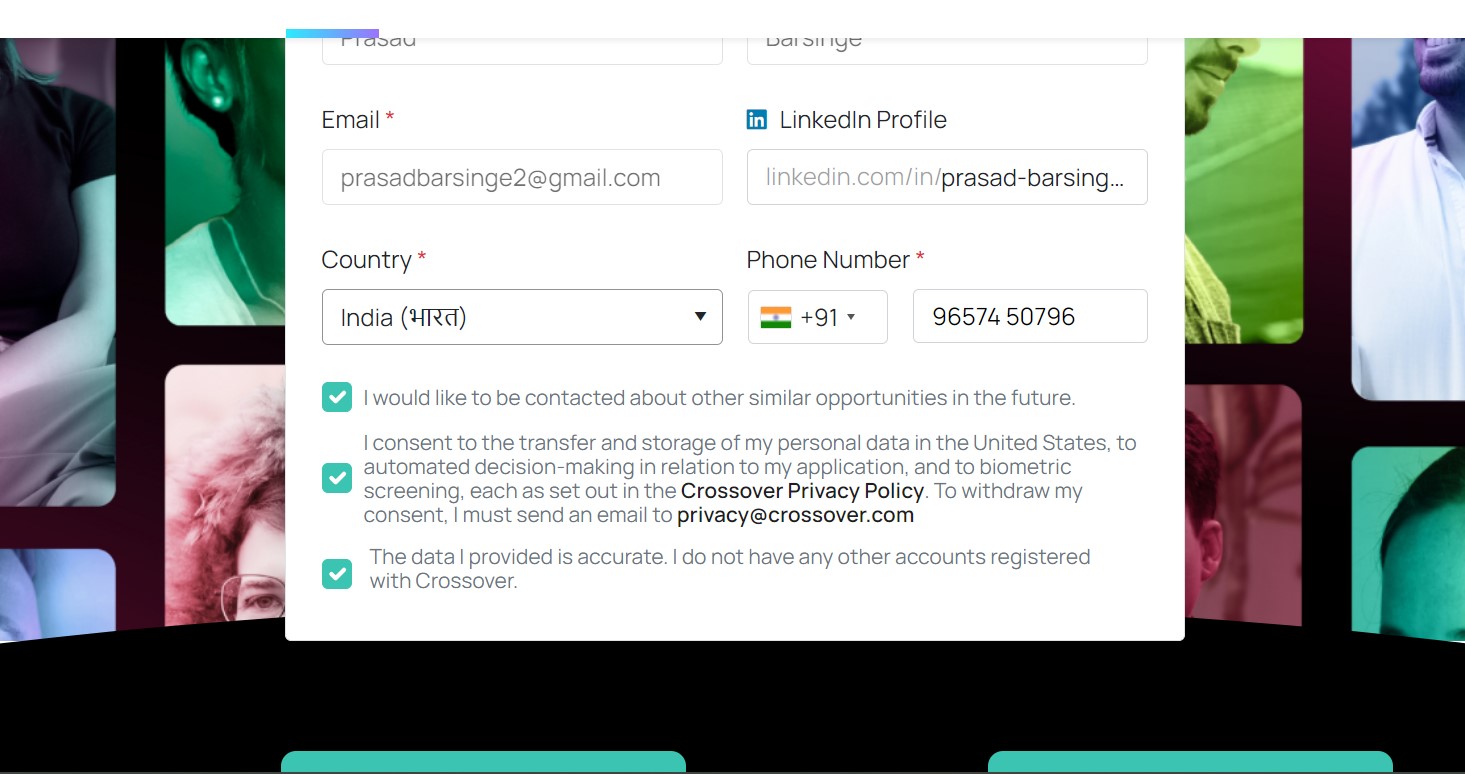 Prasad
Barsinge
Email *
in LinkedIn Profile
prasadbarsinge2@gmail.com
linkedin.com/in/prasad-barsing...
Country *
Phone Number *
India (भारत)
+91
96574 50796
I would like to be contacted about other similar opportunities in the future.
I consent to the transfer and storage of my personal data in the United States, to
automated decision-making in relation to my application, and to biometric
screening, each as set out in the Crossover Privacy Policy. To withdraw my
consent, I must send an email to privacy@crossover.com
The data I provided is accurate. I do not have any other accounts registered
with Crossover.